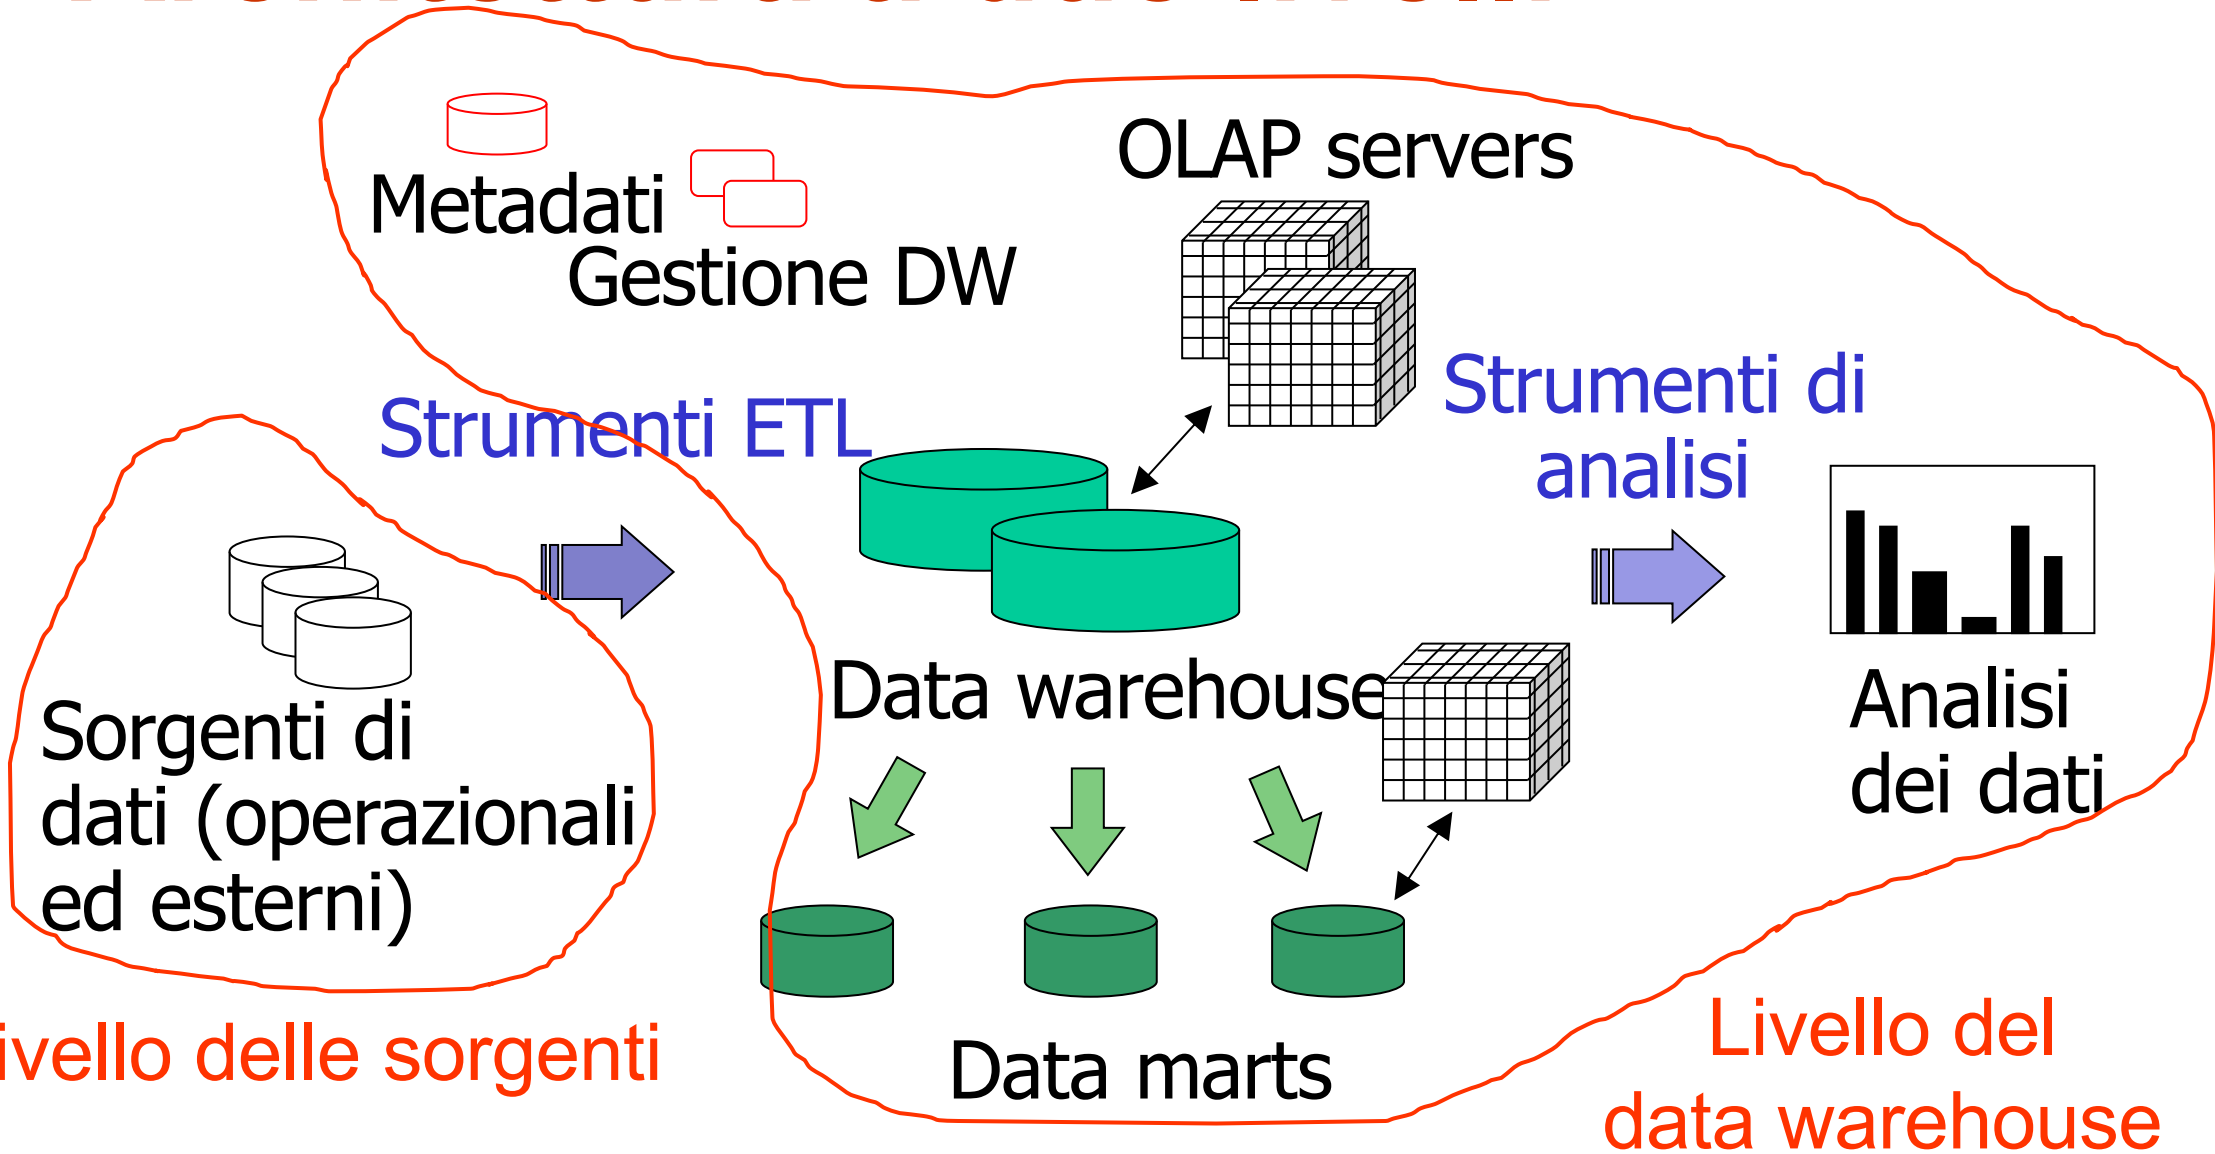 Metadati
Gestione DW
OLAP servers
Strumenti ETL
Strumenti di
analisi
Data warehouse
Sorgenti di
dati (operazionali
ed esterni)
Analisi
dei dati
Data marts
ivello delle sorgenti
Livello del
data warehouse